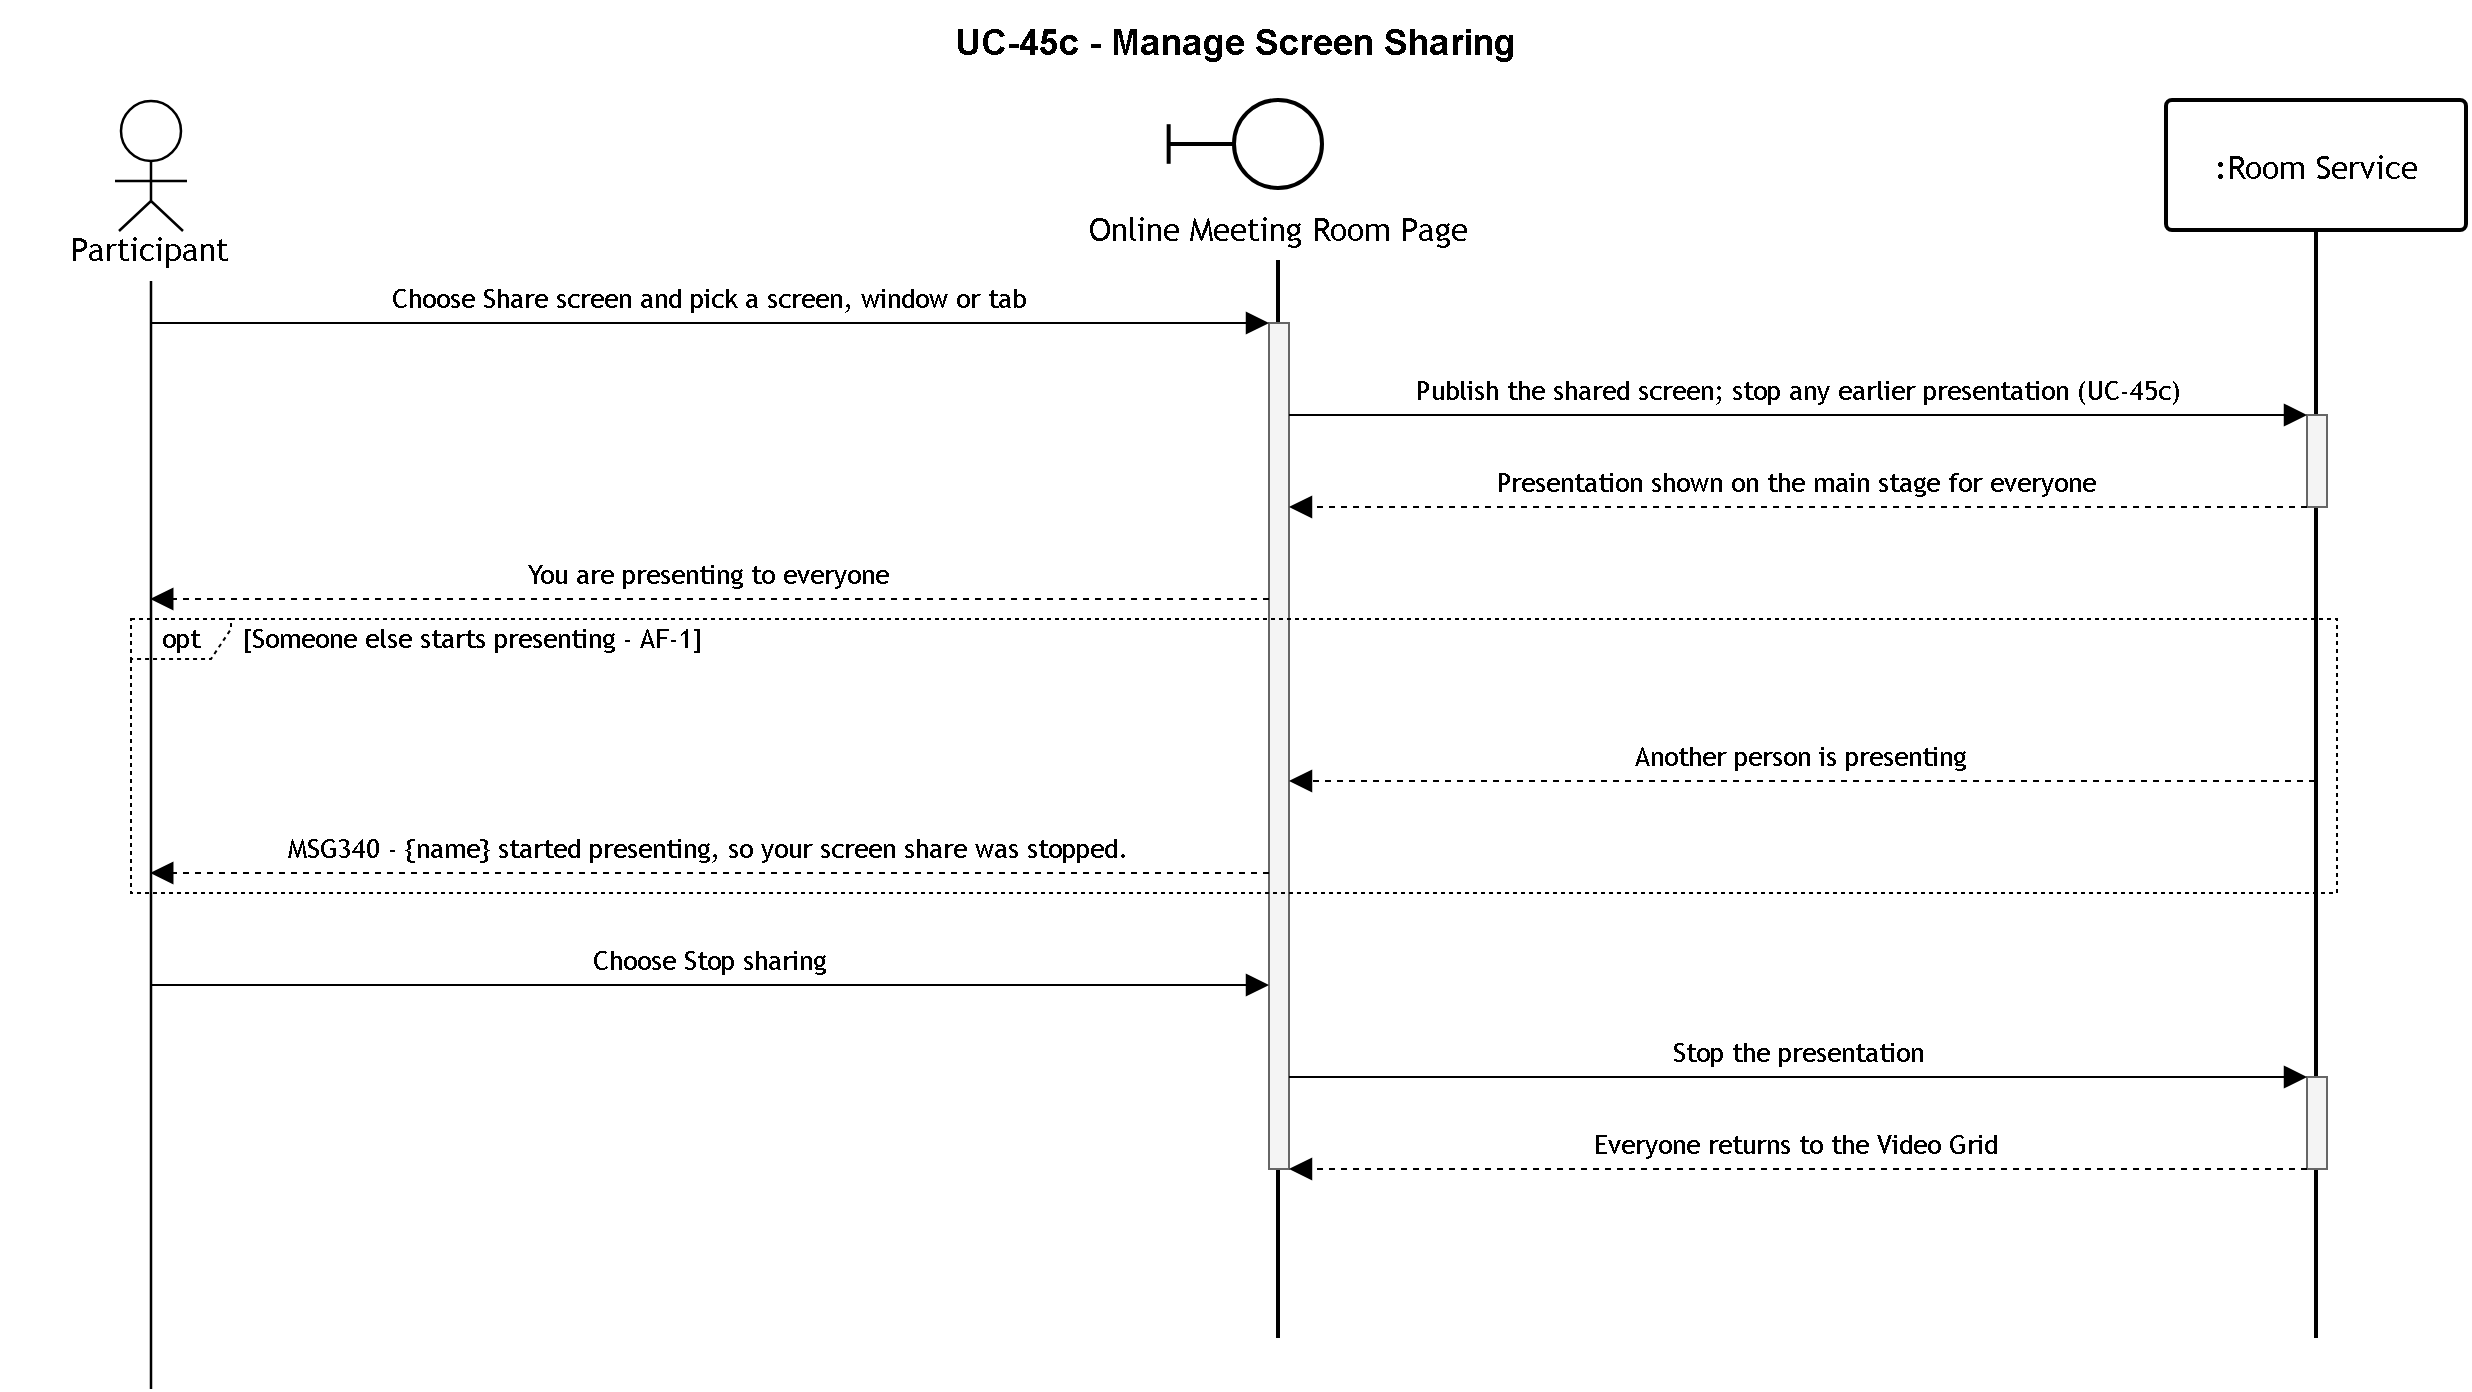 UC-45c - Manage Screen Sharing
Participant
Online Meeting Room Page
:Room Service
Choose Share screen and pick a screen, window or tab
Publish the shared screen; stop any earlier presentation (UC-45c)
Presentation shown on the main stage for everyone
You are presenting to everyone
opt [Someone else starts presenting - AF-1]
Another person is presenting
MSG340 - {name} started presenting, so your screen share was stopped.
Choose Stop sharing
Stop the presentation
Everyone returns to the Video Grid